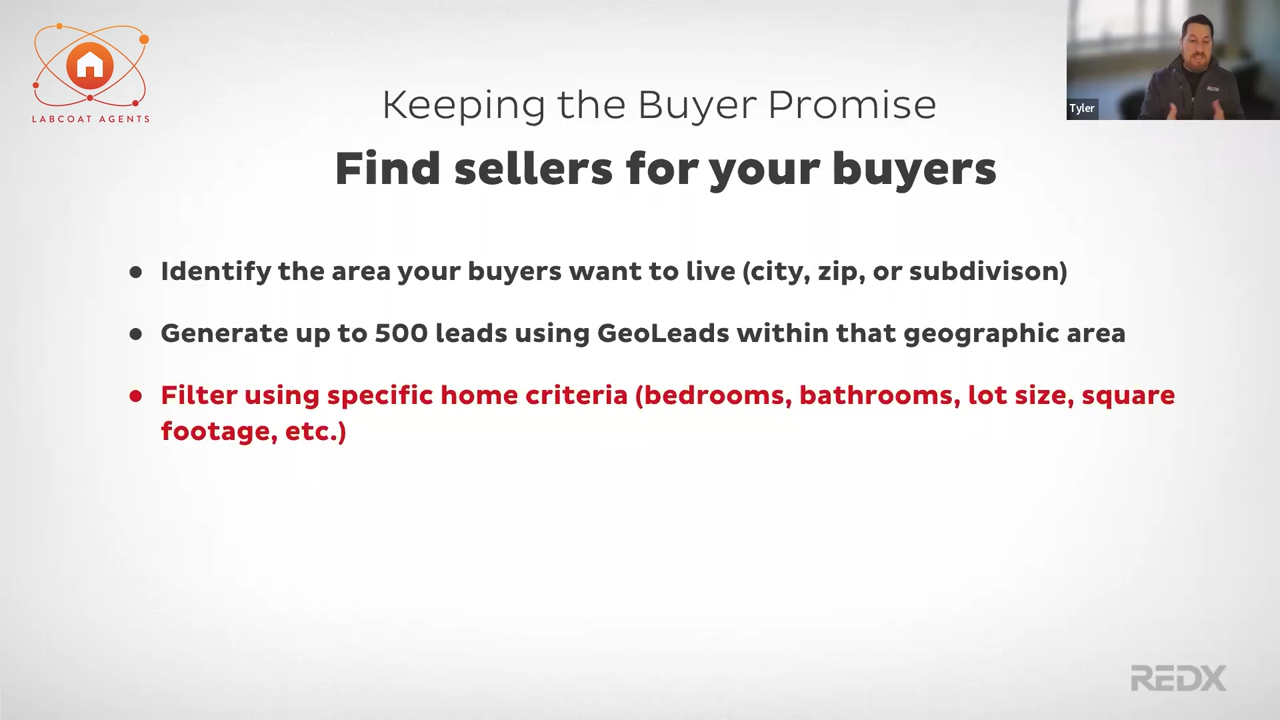 LABCOAT AGENTS
Keeping the Buyer Promise
Find sellers for your buyers
Tyler
REDX
• Identify the area your buyers want to live (city, zip, or subdivison)
• Generate up to 500 leads using GeoLeads within that geographic area
• Filter using specific home criteria (bedrooms, bathrooms, lot size, square
footage, etc.)
REDX